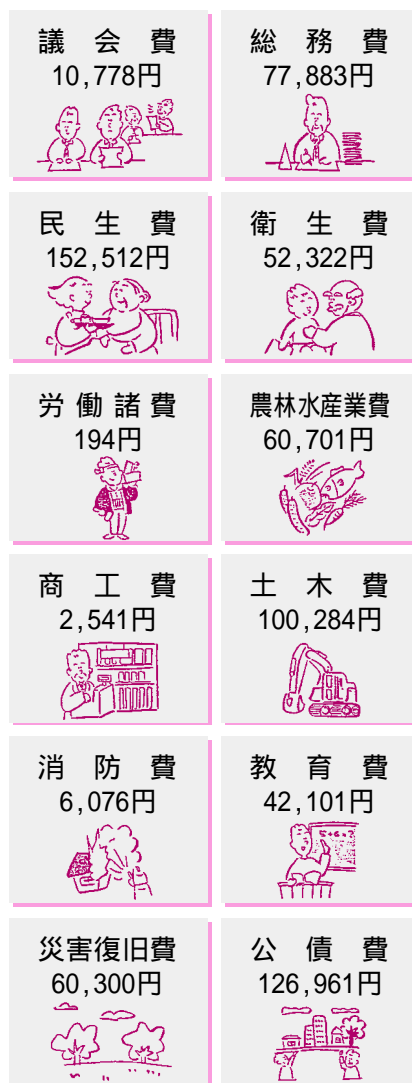 議会費
10,778円
総務費
77,883円
民生費
152,512円
衛生費
52,322円
労働諸費
194円
農林水産業費
60,701円
商工費
2,541円
土木費
100,284円
消防費
6,076円
教育費
42,101円
災害復旧費
60,300円
公債費
126,961円